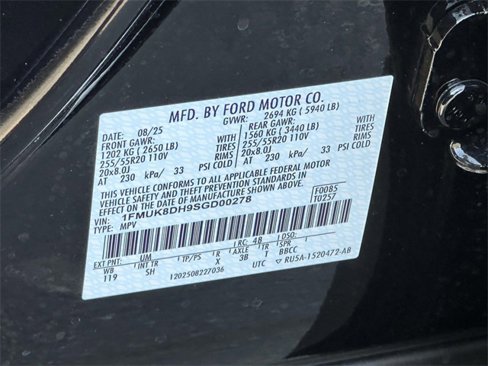 MFD. BY FORD MOTOR CO.
DATE: 08/25 GVWR: 2694 KG ( 5940 LB)
FRONT GAWR: REAR GAWR:
1202 KG ( 2650 LB) WITH 1560 KG ( 3440 LB) WITH
255/55R20 110V TIRES 255/55R20 110V TIRES
20x8.0J RIMS 20x8.0J RIMS
AT 230 kPa/ 33 PSI COLD AT 230 kPa/ 33 PSI COLD
THIS VEHICLE CONFORMS TO ALL APPLICABLE FEDERAL MOTOR
VEHICLE SAFETY AND THEFT PREVENTION STANDARDS IN
EFFECT ON THE DATE OF MANUFACTURE SHOWN ABOVE.
VIN: 1FMUK8DH9SGD00278 F0085
TYPE: MPV T0257
EXT PNT: UM RC: 48 DSO:
WB INT TR TP/PS R AXLE TR SPR
119 SH X 3B T BBCC
1202508227036 UTC ▽ RU5A-1520472-AB